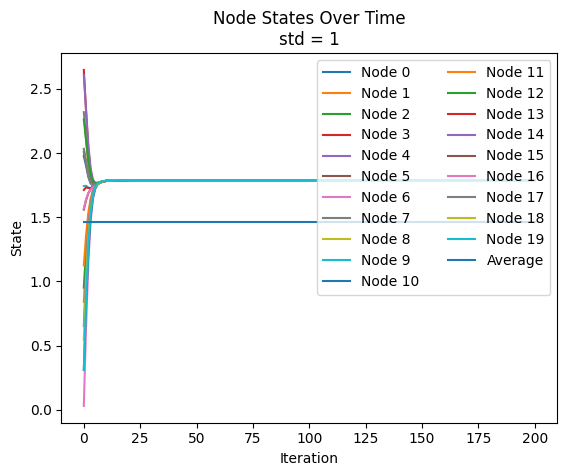 Node States Over Time
std = 1
State
2.5
2.0
1.5
1.0
0.5
0.0
Node 0
Node 1
Node 2
Node 3
Node 4
Node 5
Node 6
Node 7
Node 8
Node 9
Node 10
Node 11
Node 12
Node 13
Node 14
Node 15
Node 16
Node 17
Node 18
Node 19
Average
0 25 50 75 100 125 150 175 200
Iteration